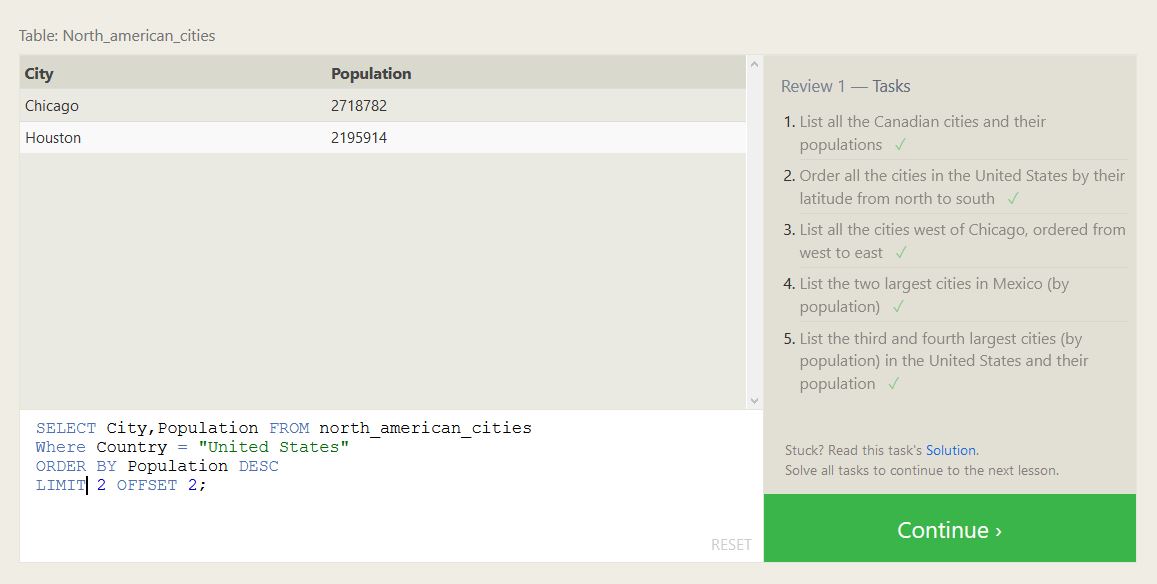 Table: North_american_cities
City Population
Chicago 2718782
Houston 2195914
SELECT City,Population FROM north_american_cities
Where Country = "United States"
ORDER BY Population DESC
LIMIT 2 OFFSET 2;
RESET
Review 1 — Tasks
1. List all the Canadian cities and their
populations ✓
2. Order all the cities in the United States by their
latitude from north to south ✓
3. List all the cities west of Chicago, ordered from
west to east ✓
4. List the two largest cities in Mexico (by
population) ✓
5. List the third and fourth largest cities (by
population) in the United States and their
population ✓
Stuck? Read this task's Solution.
Solve all tasks to continue to the next lesson.
Continue ›